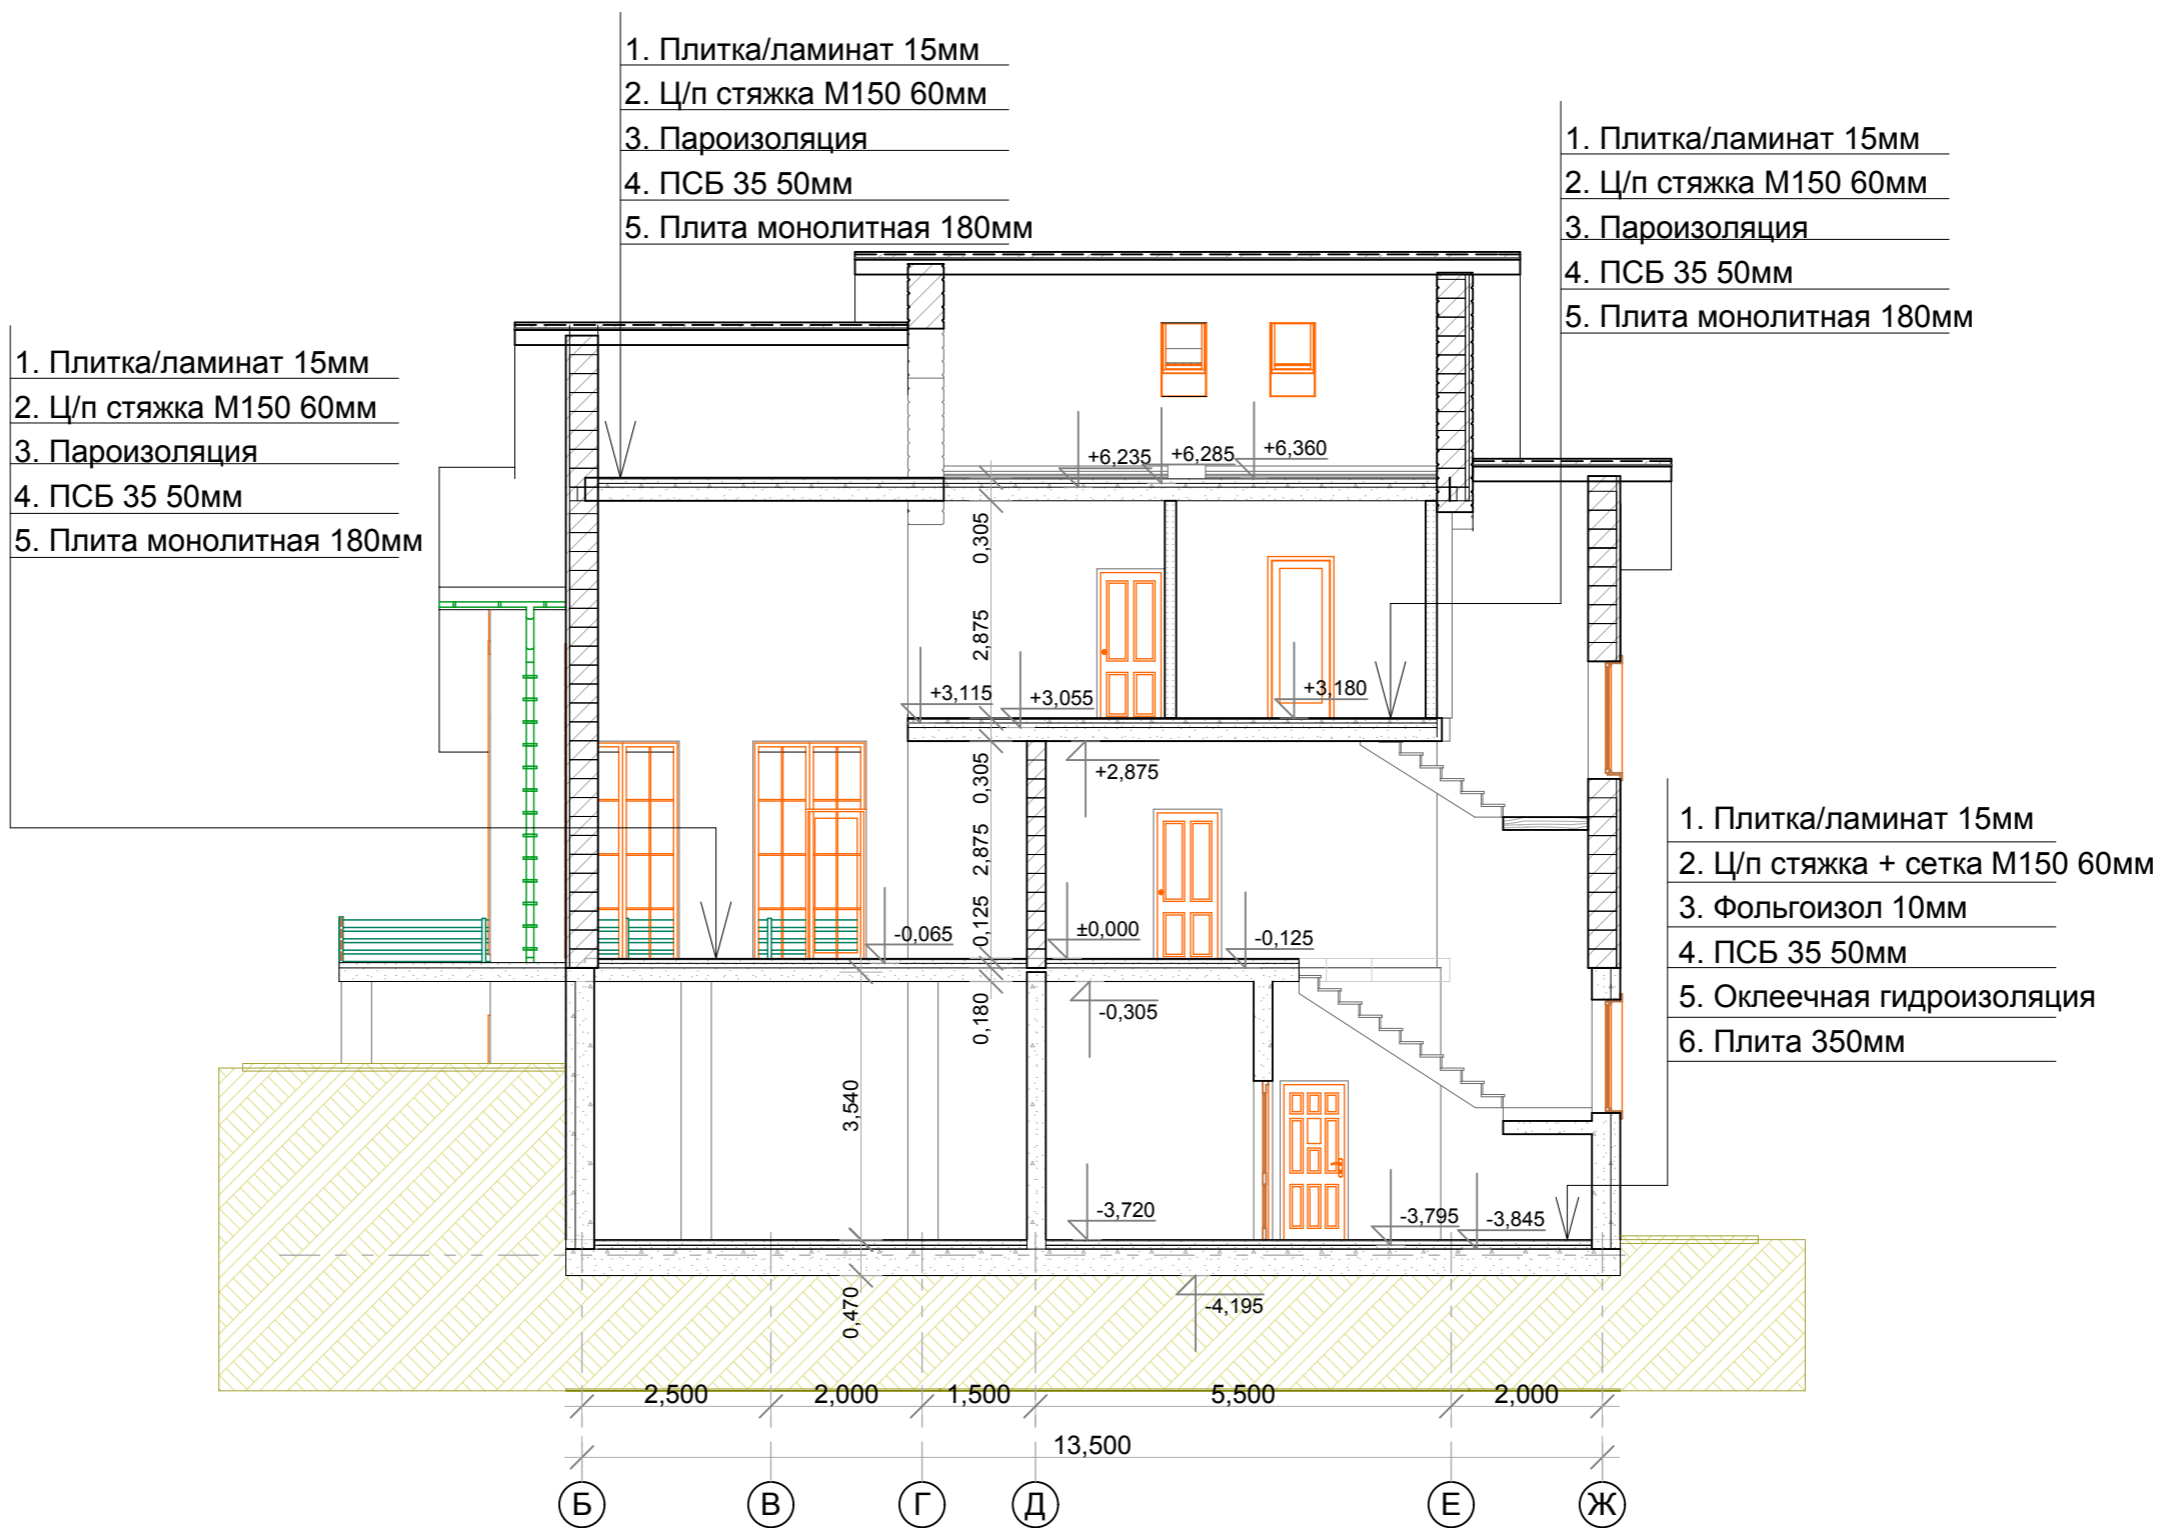 1. Плитка/ламинат 15мм
2. Ц/п стяжка М150 60мм
3. Пароизоляция
4. ПСБ 35 50мм
5. Плита монолитная 180мм
1. Плитка/ламинат 15мм
2. Ц/п стяжка М150 60мм
3. Пароизоляция
4. ПСБ 35 50мм
5. Плита монолитная 180мм
1. Плитка/ламинат 15мм
2. Ц/п стяжка М150 60мм
3. Пароизоляция
4. ПСБ 35 50мм
5. Плита монолитная 180мм
+6,235
+6,285
+6,360
0,305
2,875
+3,115
+3,055
+3,180
0,305
+2,875
2,875
1. Плитка/ламинат 15мм
2. Ц/п стяжка + сетка М150 60мм
3. Фольгоизол 10мм
4. ПСБ 35 50мм
5. Оклеечная гидроизоляция
6. Плита 350мм
-0,065
0,125
±0,000
-0,125
0,180
-0,305
3,540
-3,720
-3,795
-3,845
0,470
-4,195
2,500
2,000
1,500
5,500
2,000
13,500
Б
В
Г
Д
Е
Ж